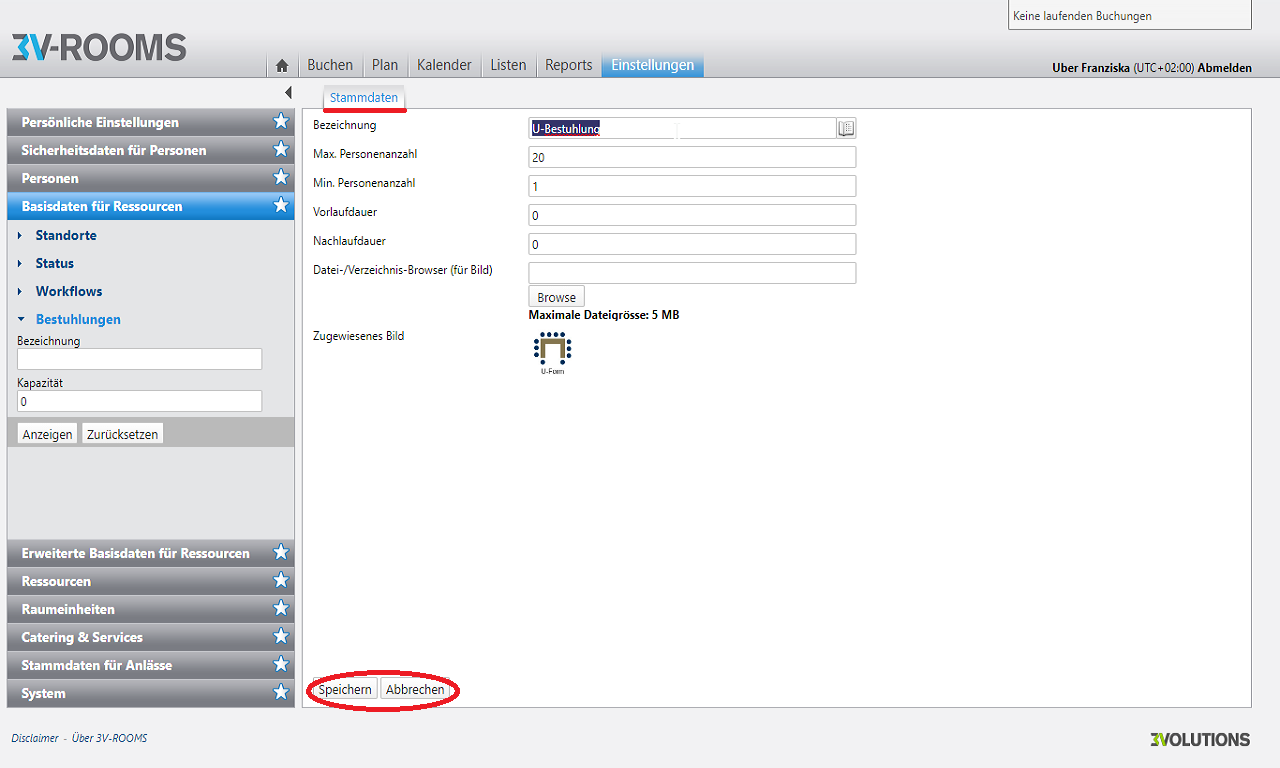 Keine laufenden Buchungen
3V-ROOMS
Buchen Plan Kalender Listen Reports Einstellungen
Uber Franziska (UTC+02:00) Abmelden
Stammdaten
Persönliche Einstellungen
Sicherheitsdaten für Personen
Personen
Basisdaten für Ressourcen
Standorte
Status
Workflows
Bestuhlungen
Bezeichnung
Kapazität
0
Anzeigen Zurücksetzen
Erweiterte Basisdaten für Ressourcen
Ressourcen
Raumeinheiten
Catering & Services
Stammdaten für Anlässe
System
Bezeichnung U-Bestuhlung
Max. Personenanzahl 20
Min. Personenanzahl 1
Vorlaufdauer 0
Nachlaufdauer 0
Datei-/Verzeichnis-Browser (für Bild)
Browse
Maximale Dateigrösse: 5 MB
Zugewiesenes Bild
U-Form
Speichern Abbrechen
Disclaimer - Über 3V-ROOMS
3VOLUTIONS